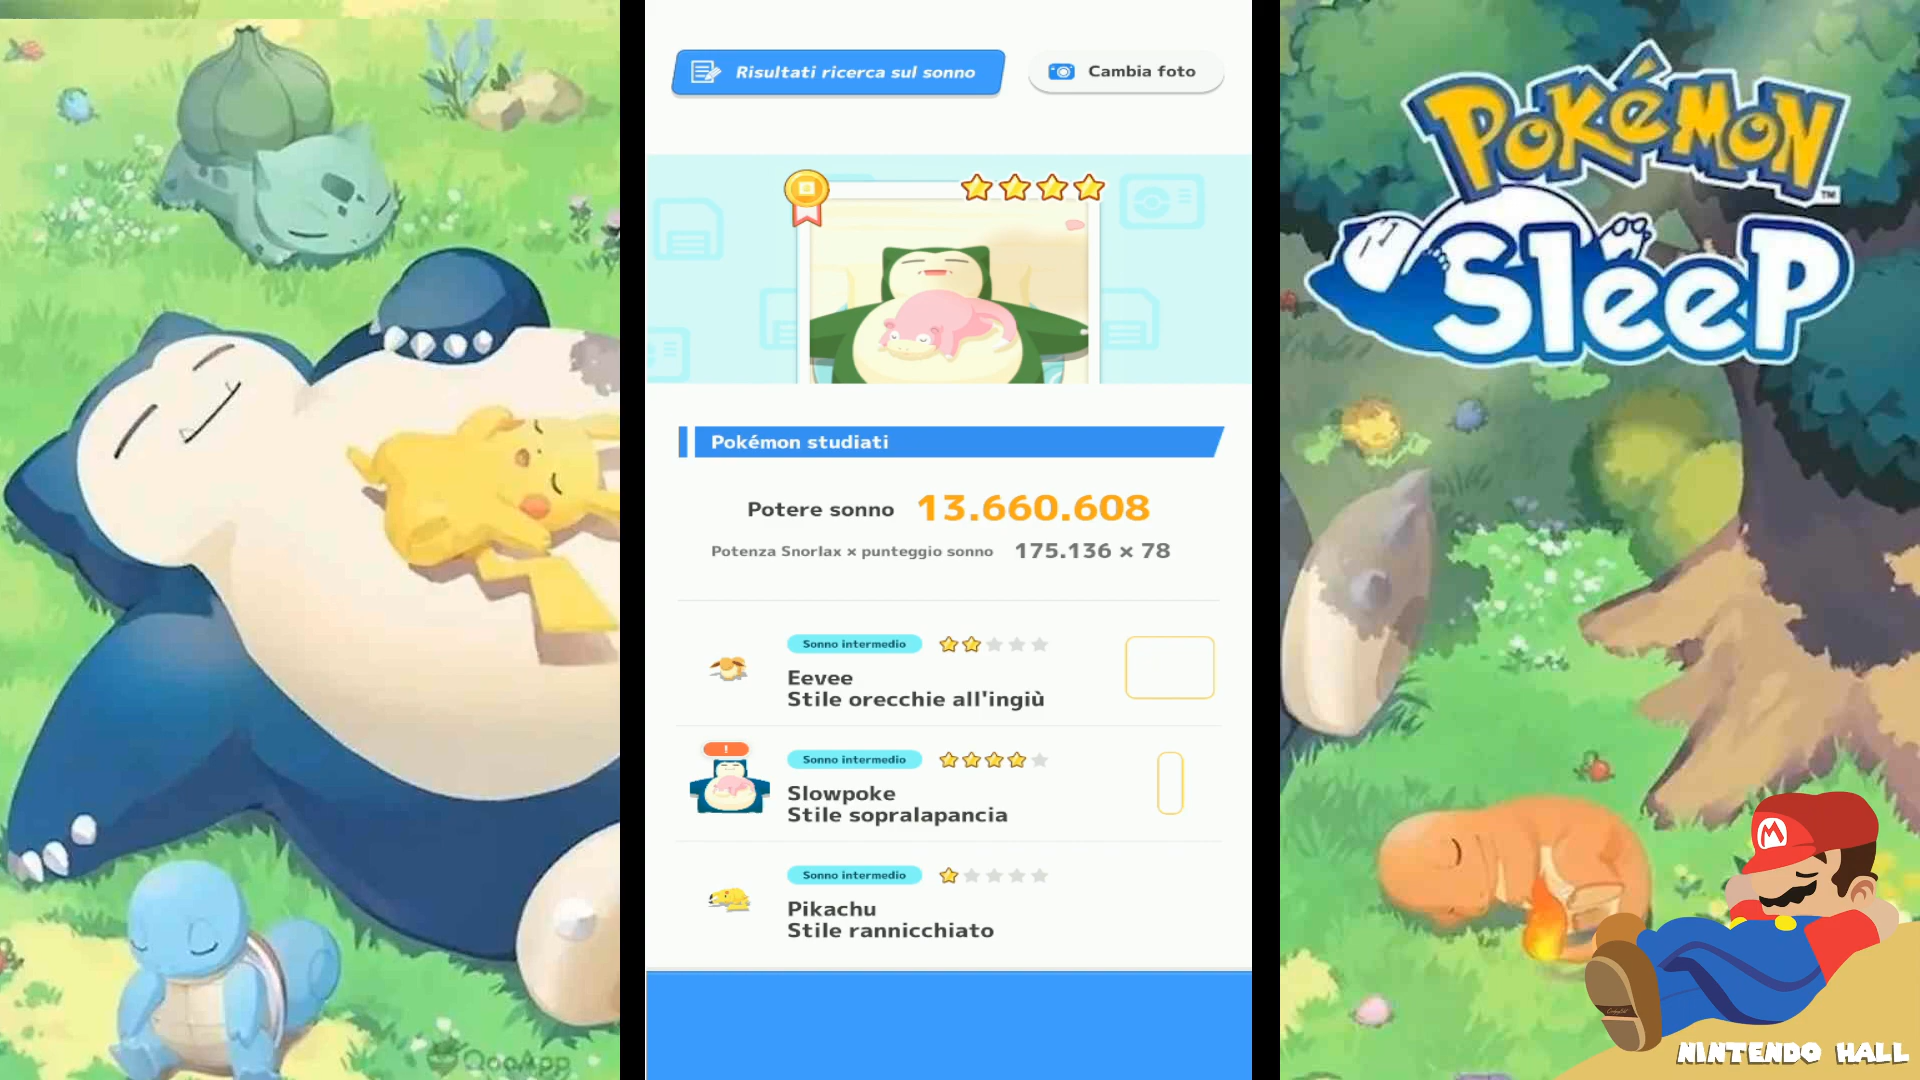 Risultati ricerca sul sonno
Cambia foto
Pokémon studiati
Potere sonno 13.660.608
Potenza Snorlax × punteggio sonno 175.136 × 78
Sonno intermedio
Eevee
Stile orecchie all'ingiù
!
Sonno intermedio
Slowpoke
Stile sopralapancia
Sonno intermedio
Pikachu
Stile rannicchiato
POKéMON
TM
Sleep
M
NINTENDO HALL
QooApp